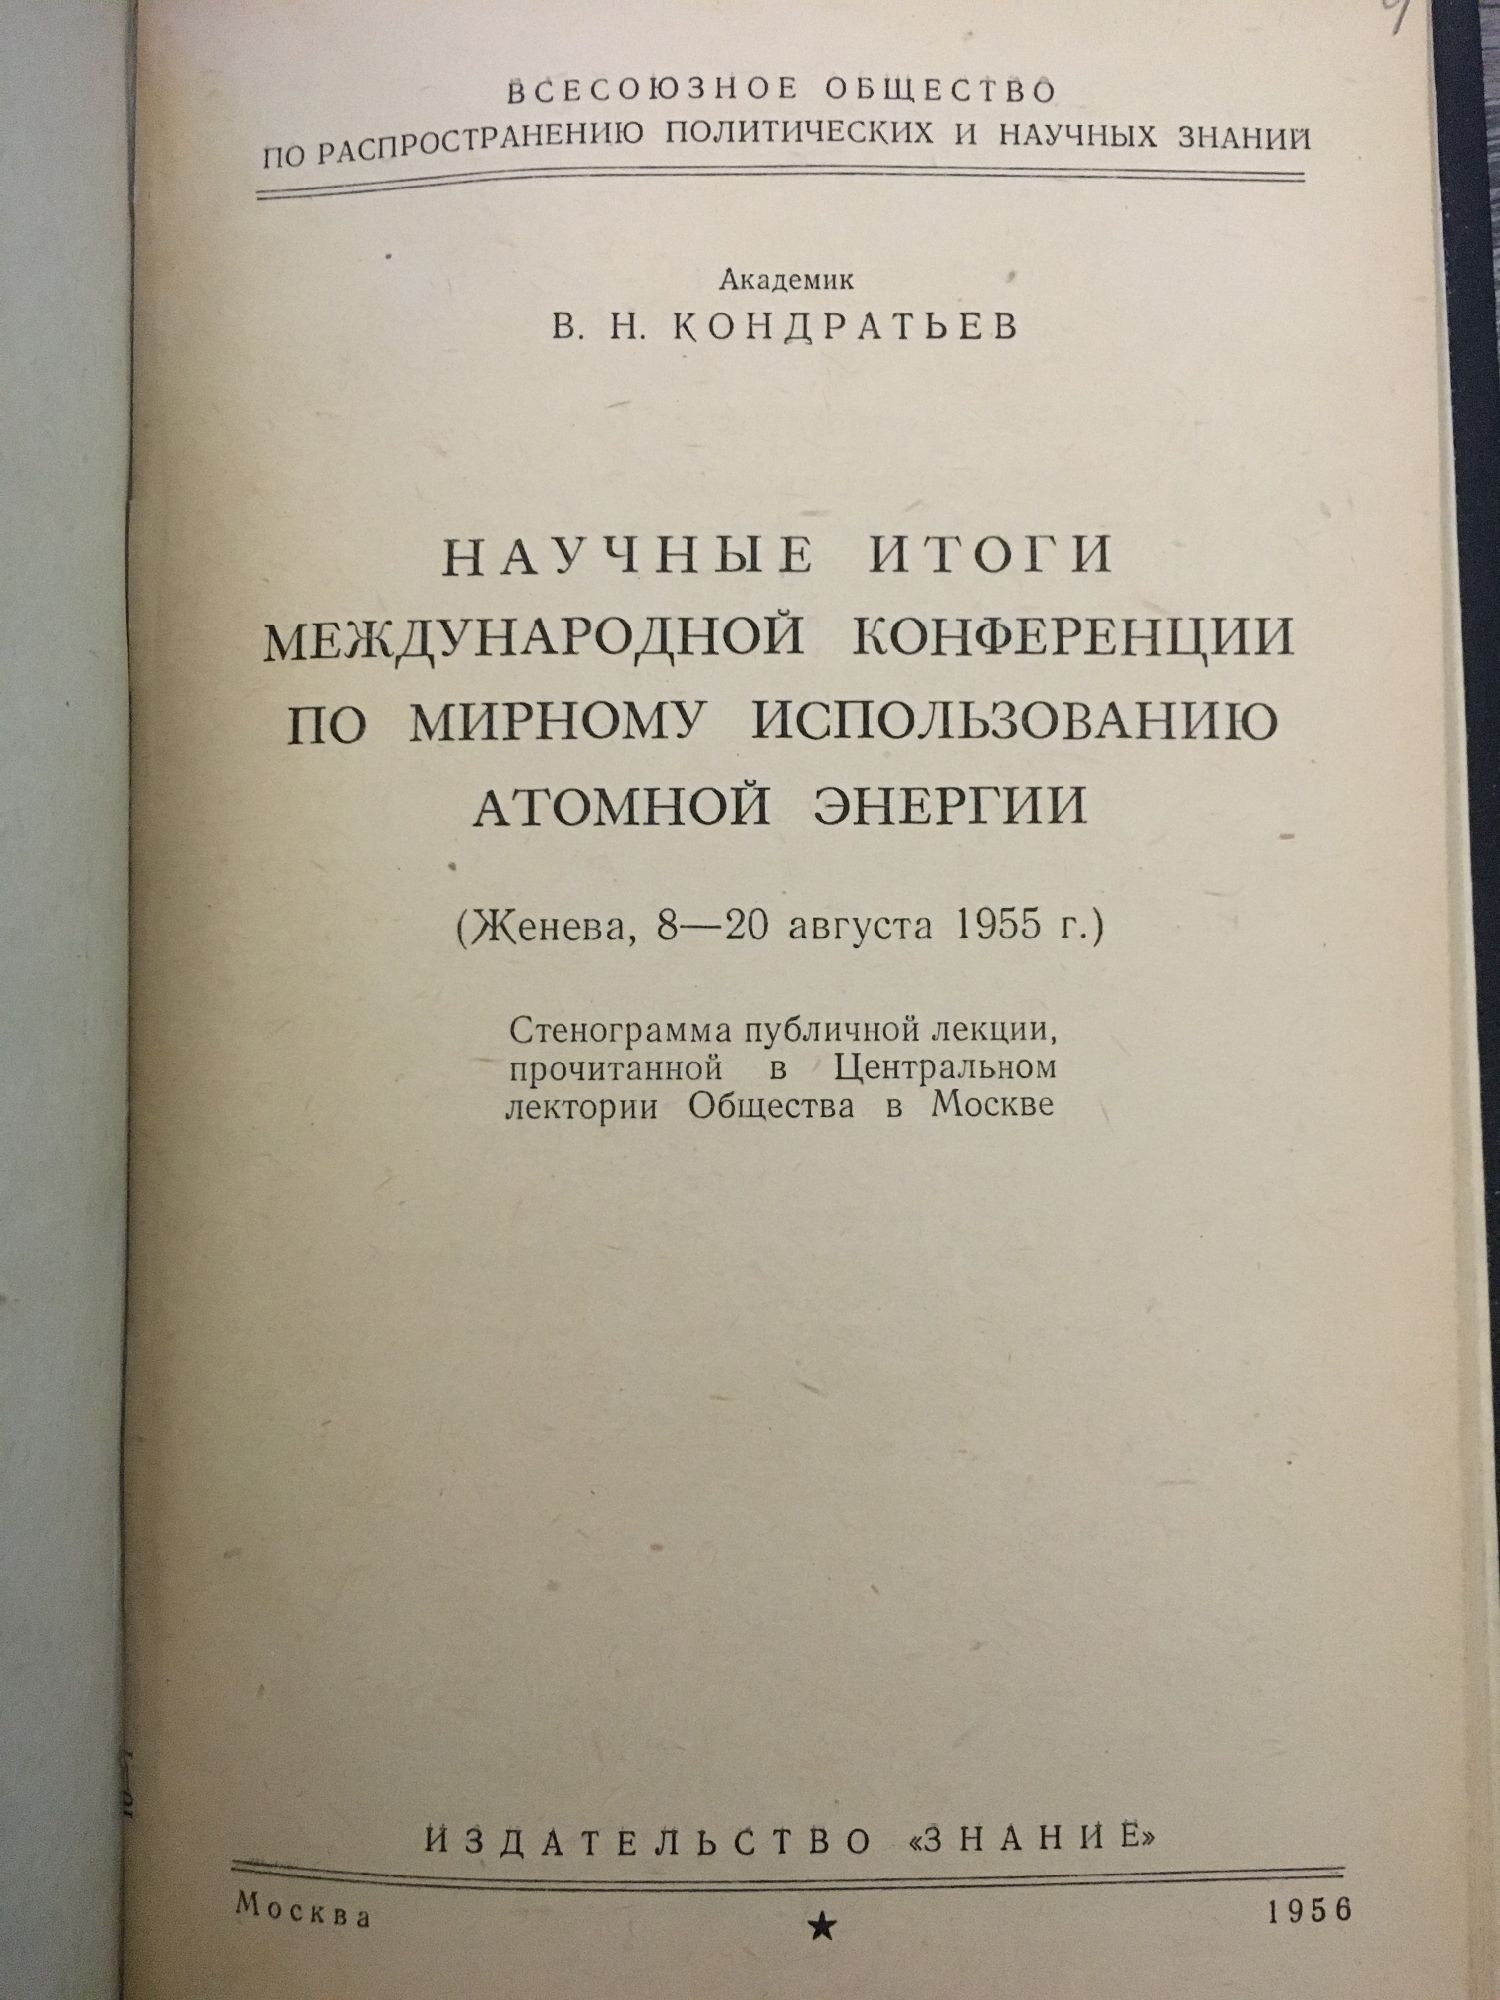 ВСЕСОЮЗНОЕ ОБЩЕСТВО
ПО РАСПРОСТРАНЕНИЮ ПОЛИТИЧЕСКИХ И НАУЧНЫХ ЗНАНИЙ
Академик
В. Н. КОНДРАТЬЕВ
НАУЧНЫЕ ИТОГИ
МЕЖДУНАРОДНОЙ КОНФЕРЕНЦИИ
ПО МИРНОМУ ИСПОЛЬЗОВАНИЮ
АТОМНОЙ ЭНЕРГИИ
(Женева, 8—20 августа 1955 г.)
Стенограмма публичной лекции,
прочитанной в Центральном
лектории Общества в Москве
ИЗДАТЕЛЬСТВО «ЗНАНИЕ»
Москва ★ 1956